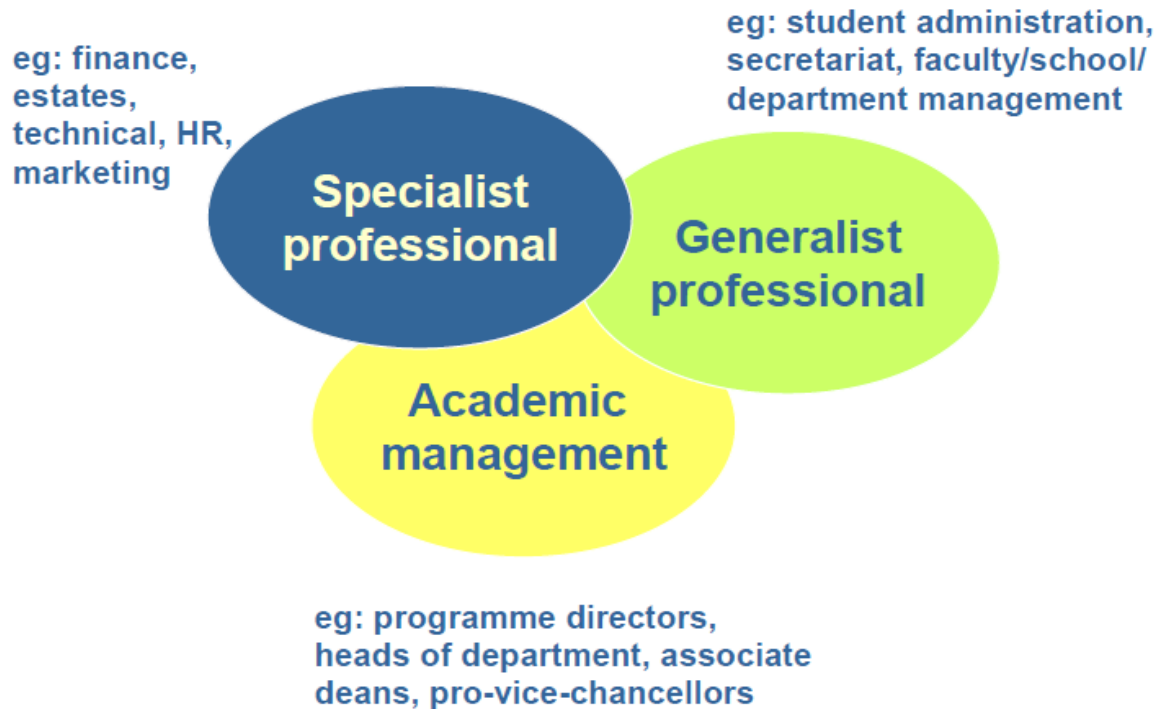 eg: finance,
estates,
technical, HR,
marketing
eg: student administration,
secretariat, faculty/school/
department management
Specialist
professional
Generalist
professional
Academic
management
eg: programme directors,
heads of department, associate
deans, pro-vice-chancellors